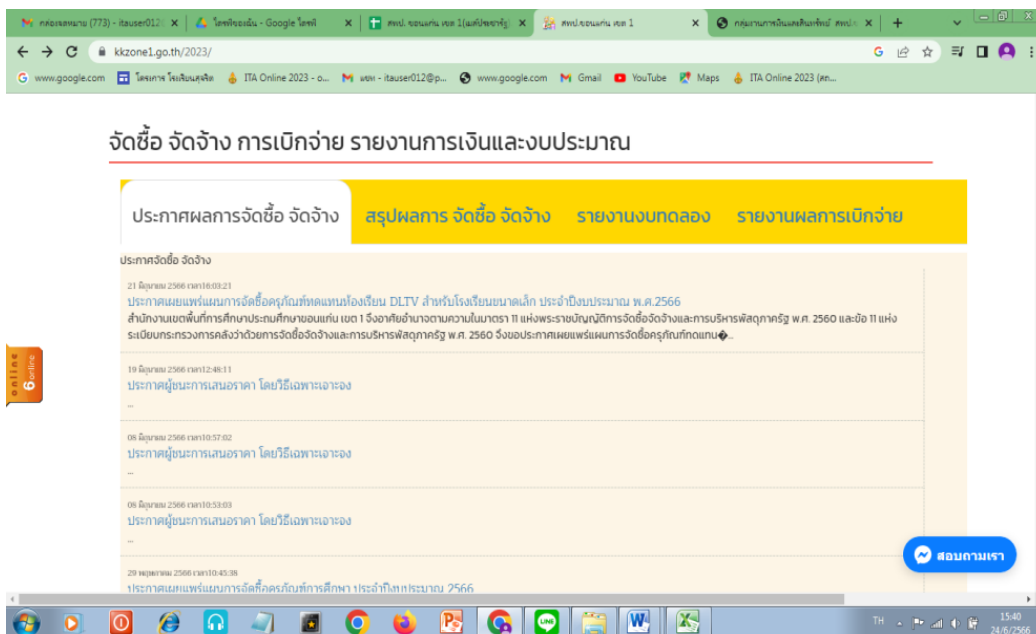 กล่องจดหมาย (773) - itauser012
โลหพิชอเฉ้น - Google ไดรฟ์
สพป. ขอนแก่น เขต 1
kkzone1.go.th/2023/
www.google.com
โครงการ โรงเรียนสุจริต
ITA Online 2023 - o...
www.google.com
Gmail
YouTube
Maps
ITA Online 2023 (สถ...
จัดซื้อ จัดจ้าง การเบิกจ่าย รายงานการเงินและงบประมาณ
ประกาศผลการจัดซื้อ จัดจ้าง
สรุปผลการ จัดซื้อ จัดจ้าง
รายงานงบทดลอง
รายงานผลการเบิกจ่าย
ประกาศจัดซื้อ จัดจ้าง
21 มิถุนายน 2566 เวลา16:03:21
ประกาศเผยแพร่แผนการจัดซื้อครุภัณฑ์ทดแทนห้องเรียน DLTV สำหรับโรงเรียนขนาดเล็ก ประจำปีงบประมาณ พ.ศ.2566
สำนักงานเขตพื้นที่การศึกษาประถมศึกษาขอนแก่น เขต 1 จึงอาศัยอำนาจตามความในมาตรา 11 แห่งพระราชบัญญัติการจัดซื้อจัดจ้างและการบริหารพัสดุภาครัฐ พ.ศ. 2560 และข้อ 11 แห่ง
ระเบียบกระทรวงการคลังว่าด้วยการจัดซื้อจัดจ้างและการบริหารพัสดุภาครัฐ พ.ศ. 2560 จึงขอประกาศเผยแพร่แผนการจัดซื้อครุภัณฑ์ทดแทน�...
19 มิถุนายน 2566 เวลา12:48:11
ประกาศผู้ชนะการเสนอราคา โดยวิธีเฉพาะเจาะจง
...
08 มิถุนายน 2566 เวลา10:57:02
ประกาศผู้ชนะการเสนอราคา โดยวิธีเฉพาะเจาะจง
...
08 มิถุนายน 2566 เวลา10:53:03
ประกาศผู้ชนะการเสนอราคา โดยวิธีเฉพาะเจาะจง
...
29 พฤษภาคม 2566 เวลา10:45:38
ประกาศเผยแพร่แผนการจัดซื้อครุภัณฑ์การศึกษา ประจำปีงบประมาณ 2566
online
6 online
สอบถามเรา
TH
15:40
24/6/2566